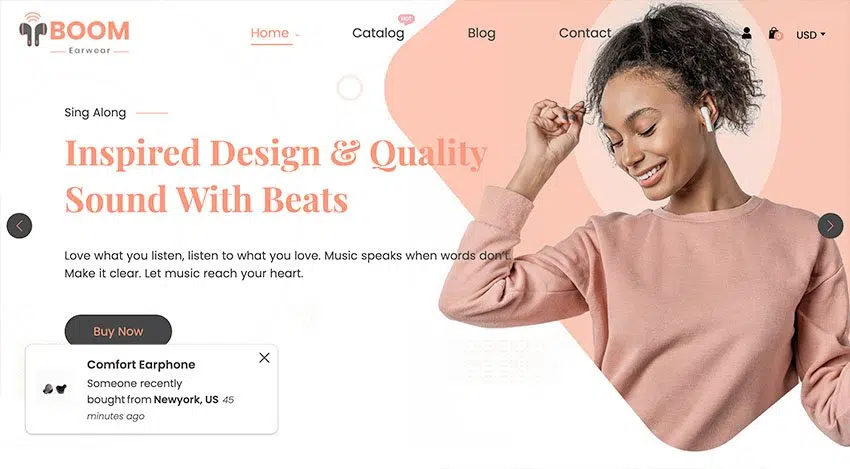 BOOM
Earwear
Home
Catalog
HOT
Blog
Contact
USD
Sing Along
Inspired Design & Quality
Sound With Beats
Love what you listen, listen to what you love. Music speaks when words don't.
Make it clear. Let music reach your heart.
Buy Now
Comfort Earphone
Someone recently
bought from Newyork, US 45
minutes ago